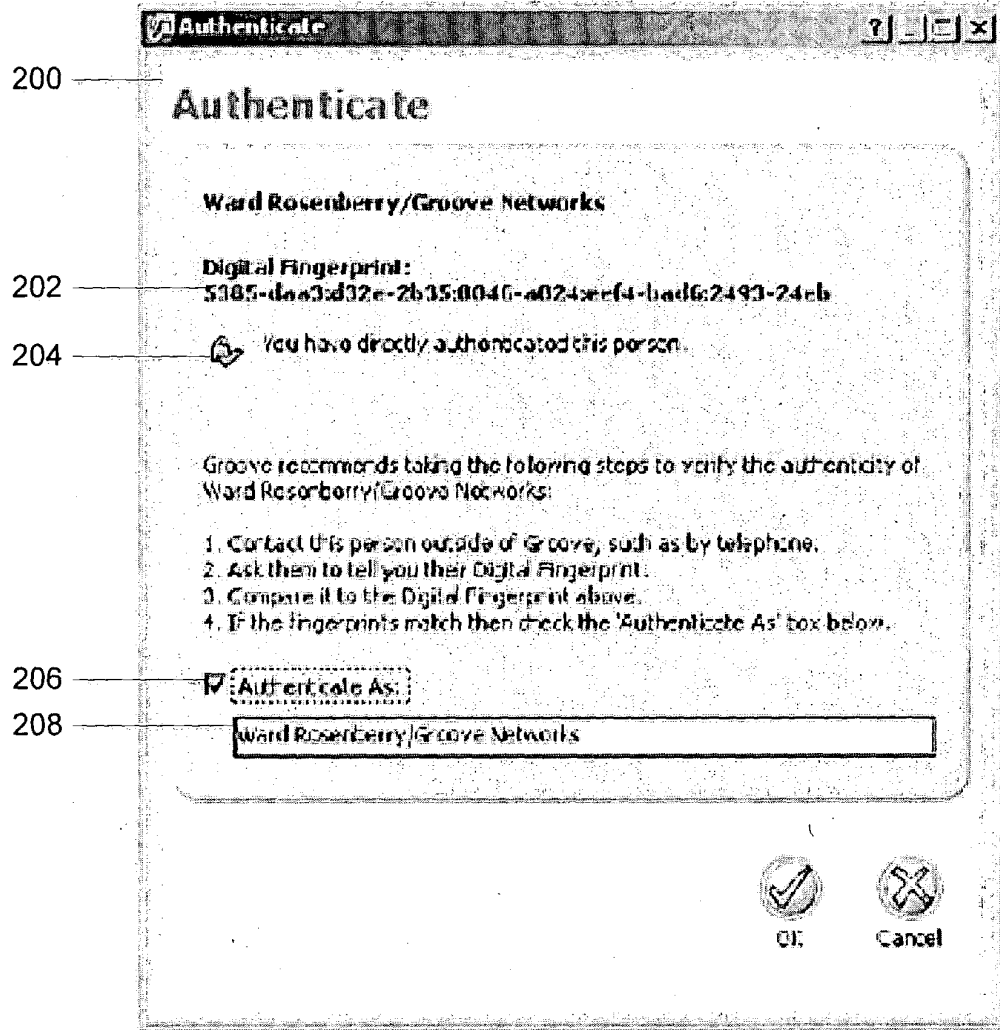 Authenticate
200
Authenticate
Ward Rosenberry/Groove Networks
Digital Fingerprint:
202
204
You have directly authenticated this person.
Groove recommends taking the following steps to verify the authenticity of
Ward Rosenberry/Groove Networks:
1. Contact this person outside of Groove, such as by telephone.
2. Ask them to tell you their Digital Fingerprint.
3. Compare it to the Digital Fingerprint above.
4. If the fingerprints match then check the 'Authenticate As' box below.
206
Authenticate As:
208
Ward Rosenberry/Groove Networks
OK
Cancel